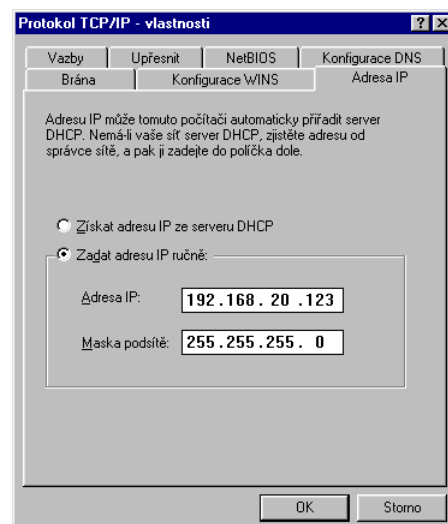 Protokol TCP/IP - vlastnosti
Vazby Upřesnit NetBIOS Konfigurace DNS
Brána Konfigurace WINS Adresa IP
Adresu IP může tomuto počítači automaticky přiřadit server
DHCP. Nemá-li vaše síť server DHCP, zjistěte adresu od
správce sítě, a pak ji zadejte do políčka dole.
Získat adresu IP ze serveru DHCP
Zadat adresu IP ručně:
Adresa IP: 192.168. 20 .123
Maska podsítě: 255.255.255. 0
OK Storno